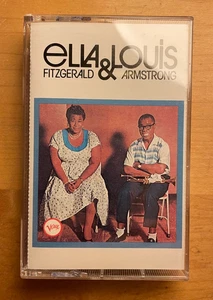 ELLA & LOUIS
FITZGERALD ARMSTRONG
Verve